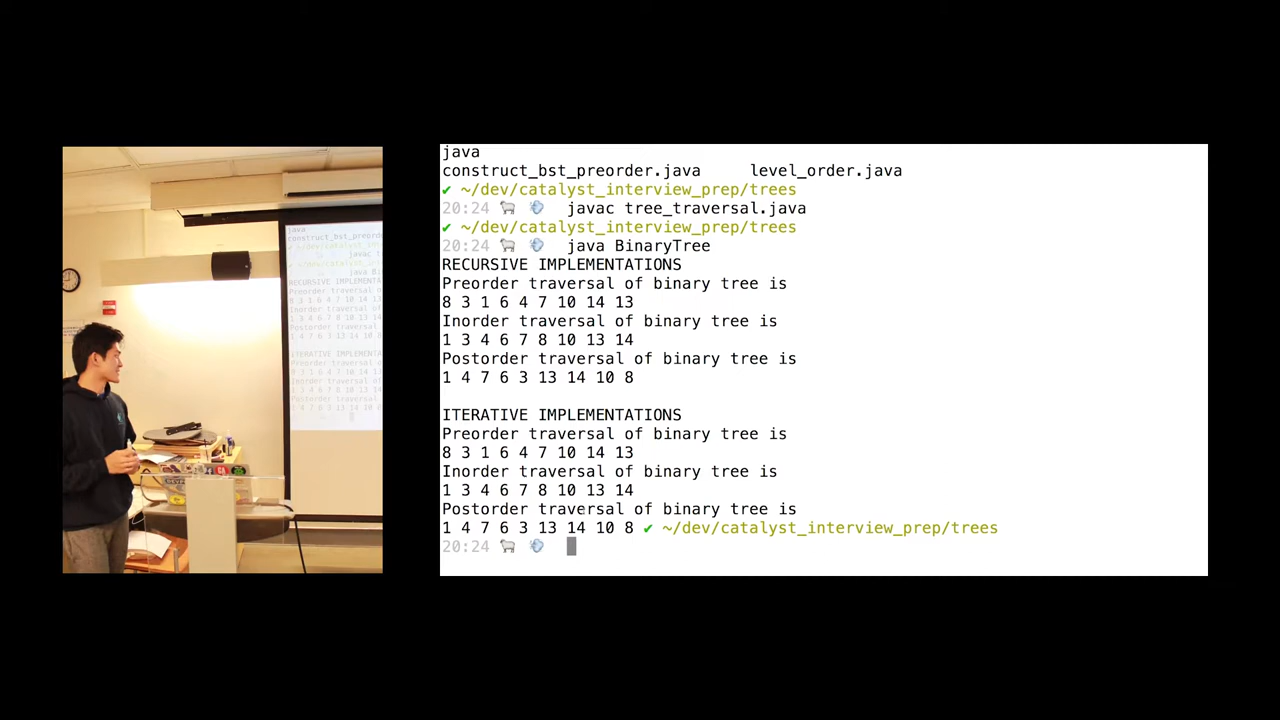 java
construct_bst_preorder.java level_order.java
✔ ~/dev/catalyst_interview_prep/trees
20:24 🐑 💨 javac tree_traversal.java
✔ ~/dev/catalyst_interview_prep/trees
20:24 🐑 💨 java BinaryTree
RECURSIVE IMPLEMENTATIONS
Preorder traversal of binary tree is
8 3 1 6 4 7 10 14 13
Inorder traversal of binary tree is
1 3 4 6 7 8 10 13 14
Postorder traversal of binary tree is
1 4 7 6 3 13 14 10 8
ITERATIVE IMPLEMENTATIONS
Preorder traversal of binary tree is
8 3 1 6 4 7 10 14 13
Inorder traversal of binary tree is
1 3 4 6 7 8 10 13 14
Postorder traversal of binary tree is
1 4 7 6 3 13 14 10 8 ✔ ~/dev/catalyst_interview_prep/trees
20:24 🐑 💨